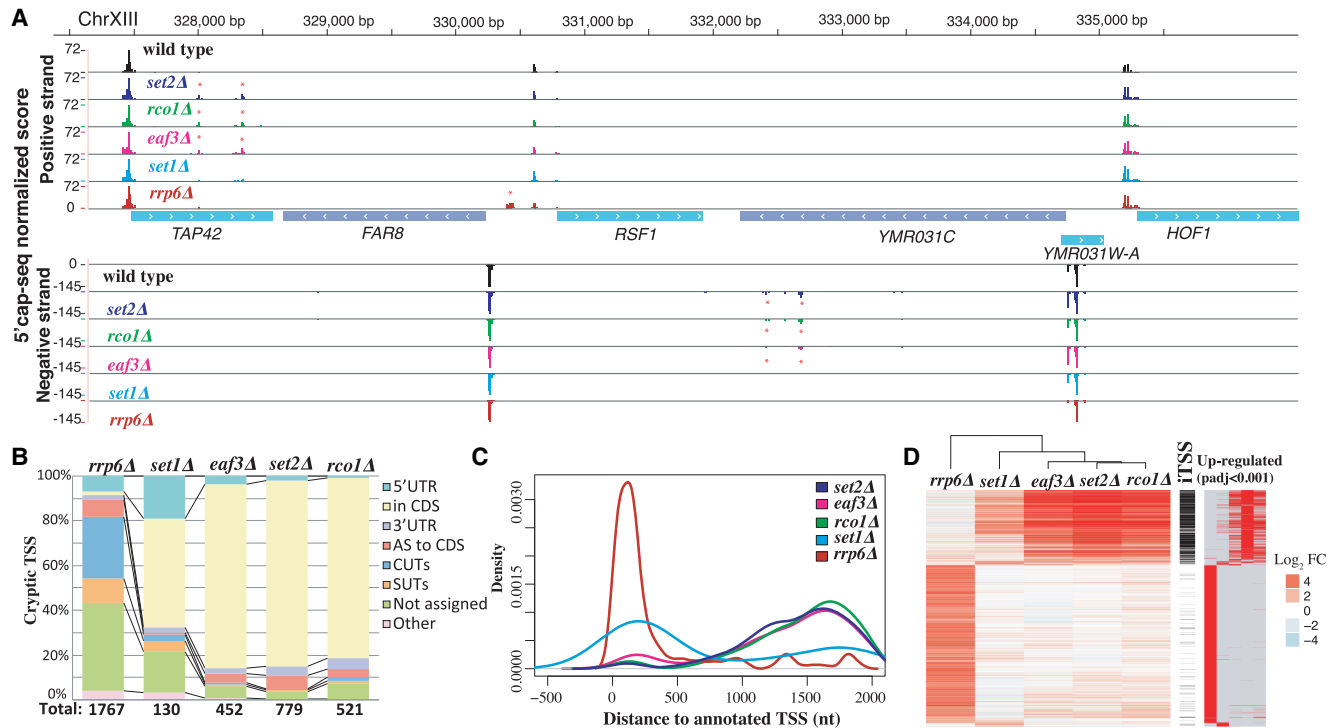 A
ChrXIII
328,000 bp 329,000 bp 330,000 bp 331,000 bp 332,000 bp 333,000 bp 334,000 bp 335,000 bp
5'cap-seq normalized score
Positive strand
72 wild type
72 set2Δ * *
72 rco1Δ * *
72 eaf3Δ * *
72 set1Δ
72 rrp6Δ *
0
TAP42 FAR8 RSF1 YMR031C HOF1
YMR031W-A
Negative strand
0 wild type
-145
set2Δ * *
-145
rco1Δ * *
-145
eaf3Δ * *
-145
set1Δ
-145
rrp6Δ
-145
B
rrp6Δ set1Δ eaf3Δ set2Δ rco1Δ
Cryptic TSS
100%
80%
60%
40%
20%
0%
5'UTR
in CDS
3'UTR
AS to CDS
CUTs
SUTs
Not assigned
Other
Total: 1767 130 452 779 521
C
Density
0.0030
0.0015
0.0000
set2Δ
eaf3Δ
rco1Δ
set1Δ
rrp6Δ
−500 0 500 1000 1500 2000
Distance to annotated TSS (nt)
D
rrp6Δ set1Δ eaf3Δ set2Δ rco1Δ
iTSS
Up-regulated
(padj<0.001)
Log2 FC
4
2
0
−2
−4